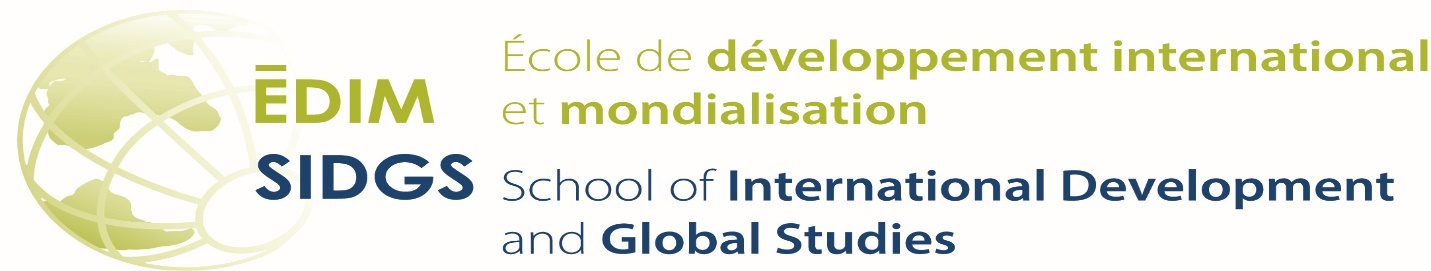 ĒDIM
SIDGS
École de développement international
et mondialisation
School of International Development
and Global Studies